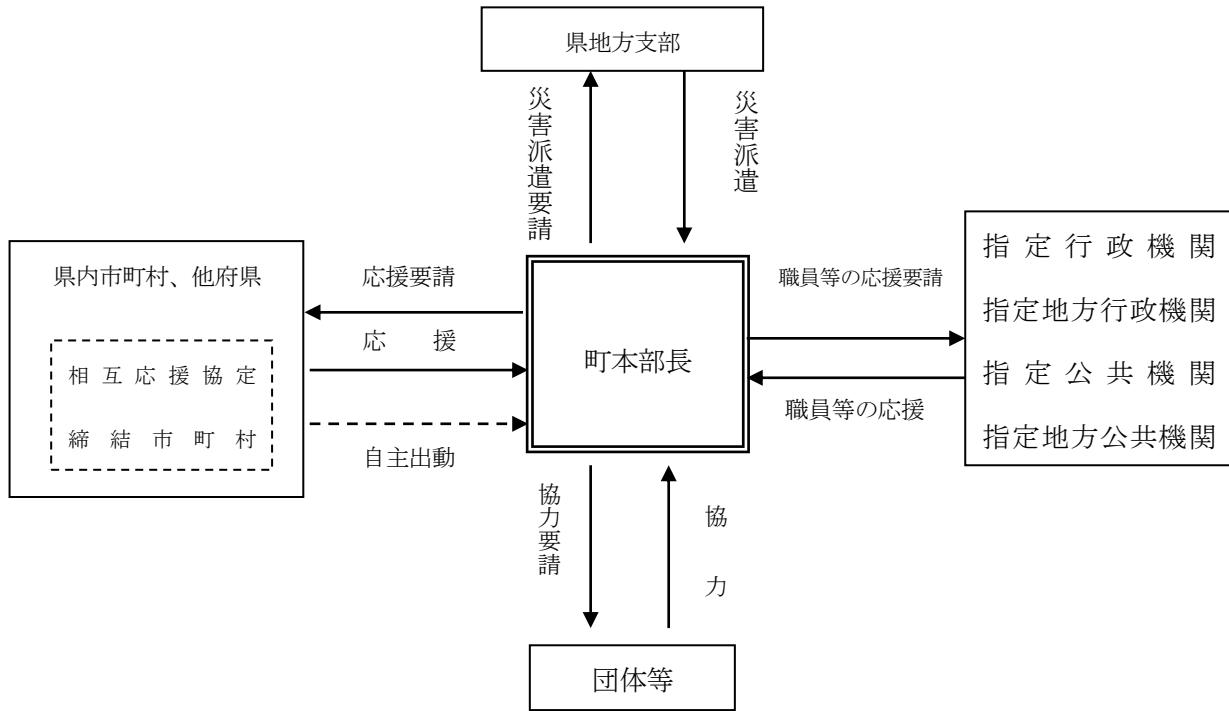 県地方支部
災害派遣要請
災害派遣
県内市町村、他府県
相互応援協定
締結市町村
応援要請
応　援
自主出動
町本部長
職員等の応援要請
職員等の応援
指定行政機関
指定地方行政機関
指定公共機関
指定地方公共機関
協力要請
協力
団体等